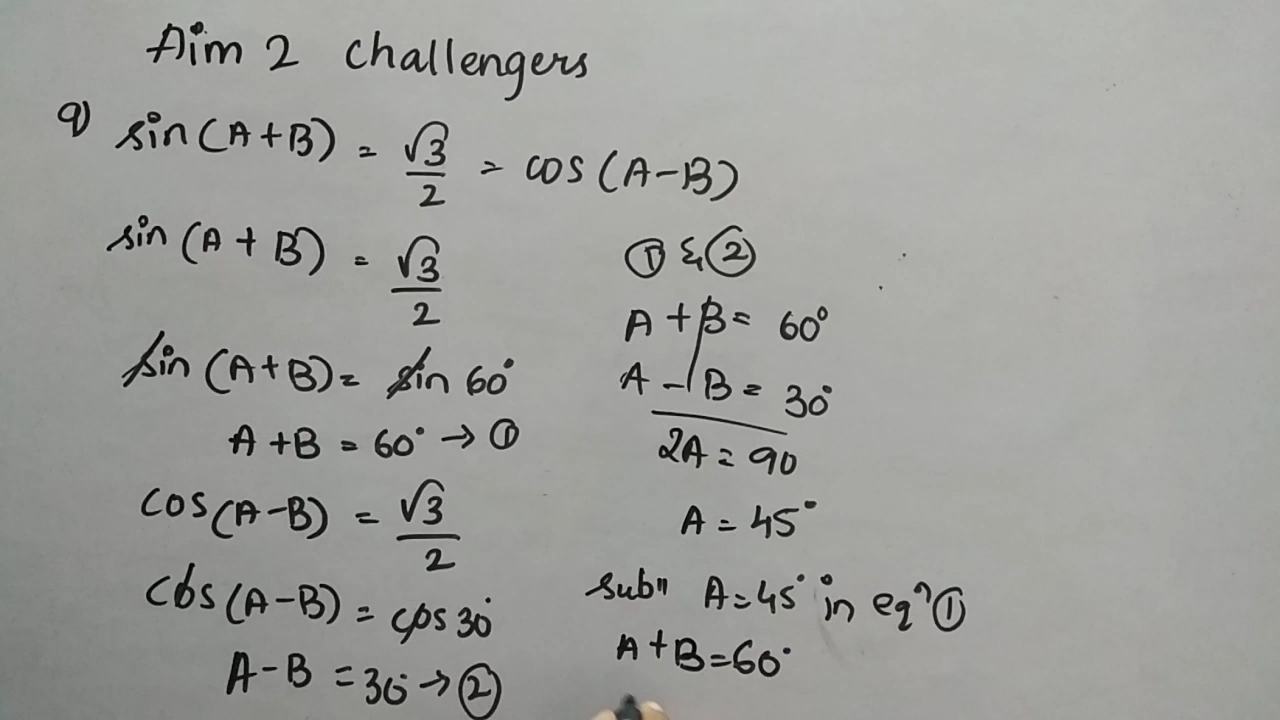 Aim 2 challengers
q) sin(A+B) = √3/2 = cos(A-B)
sin(A+B) = √3/2
sin(A+B) = sin 60°
A+B = 60° → ①
cos(A-B) = √3/2
cos(A-B) = cos 30°
A-B = 30° → ②
① & ②
A+B = 60°
A-B = 30°
2A = 90
A = 45°
subn A=45° in eqn ①
A+B=60°